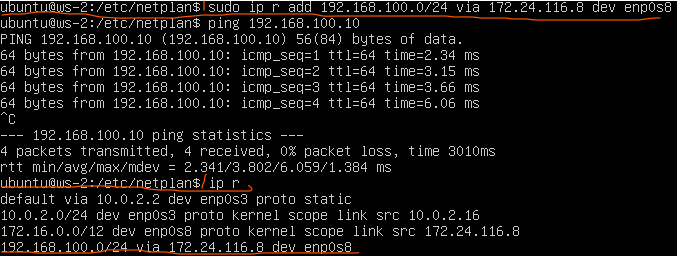 ubuntu@ws-2:/etc/netplan$ sudo ip r add 192.168.100.0/24 via 172.24.116.8 dev enp0s8
ubuntu@ws-2:/etc/netplan$ ping 192.168.100.10
PING 192.168.100.10 (192.168.100.10) 56(84) bytes of data.
64 bytes from 192.168.100.10: icmp_seq=1 ttl=64 time=2.34 ms
64 bytes from 192.168.100.10: icmp_seq=2 ttl=64 time=3.15 ms
64 bytes from 192.168.100.10: icmp_seq=3 ttl=64 time=3.66 ms
64 bytes from 192.168.100.10: icmp_seq=4 ttl=64 time=6.06 ms
^C
--- 192.168.100.10 ping statistics ---
4 packets transmitted, 4 received, 0% packet loss, time 3010ms
rtt min/avg/max/mdev = 2.341/3.802/6.059/1.384 ms
ubuntu@ws-2:/etc/netplan$ ip r
default via 10.0.2.2 dev enp0s3 proto static
10.0.2.0/24 dev enp0s3 proto kernel scope link src 10.0.2.16
172.16.0.0/12 dev enp0s8 proto kernel scope link src 172.24.116.8
192.168.100.0/24 via 172.24.116.8 dev enp0s8